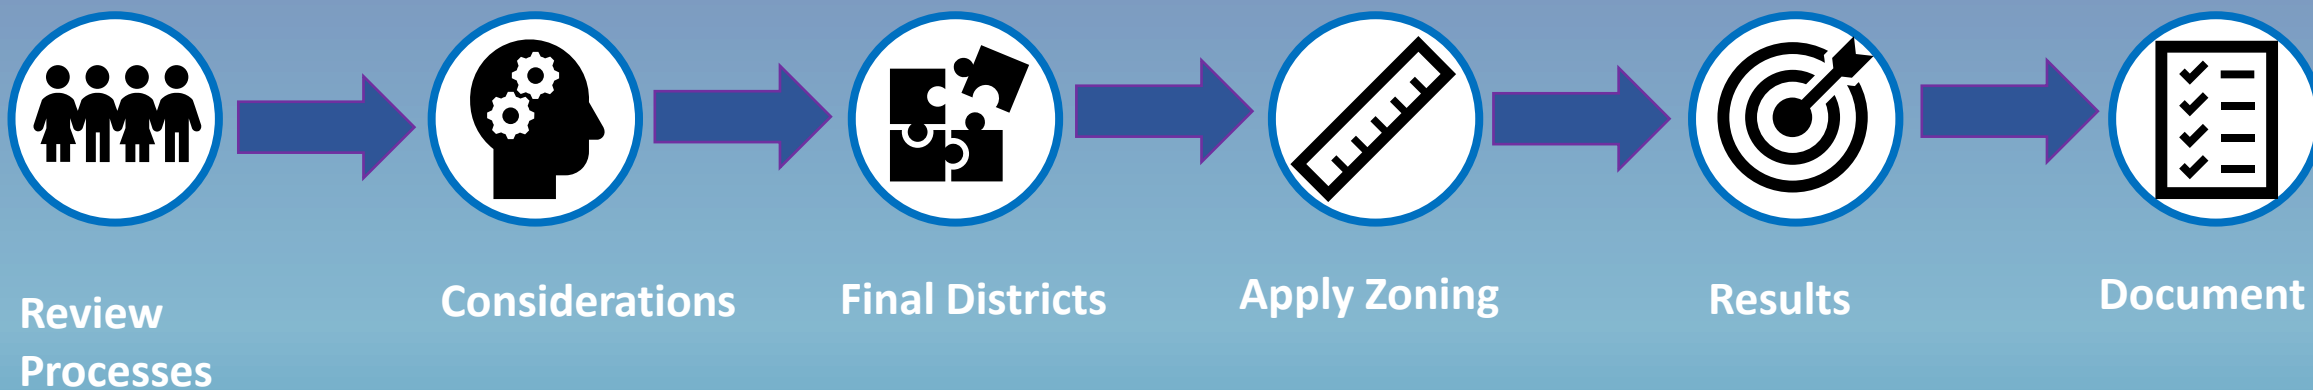 Review
Processes
Considerations
Final Districts
Apply Zoning
Results
Document